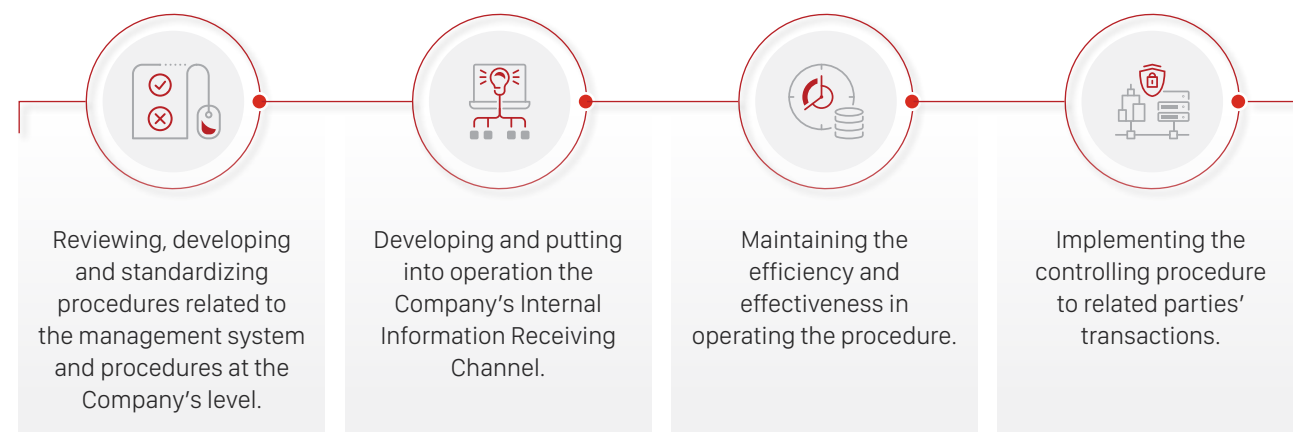 Reviewing, developing
and standardizing
procedures related to
the management system
and procedures at the
Company's level.
Developing and putting
into operation the
Company's Internal
Information Receiving
Channel.
Maintaining the
efficiency and
effectiveness in
operating the procedure.
Implementing the
controlling procedure
to related parties'
transactions.